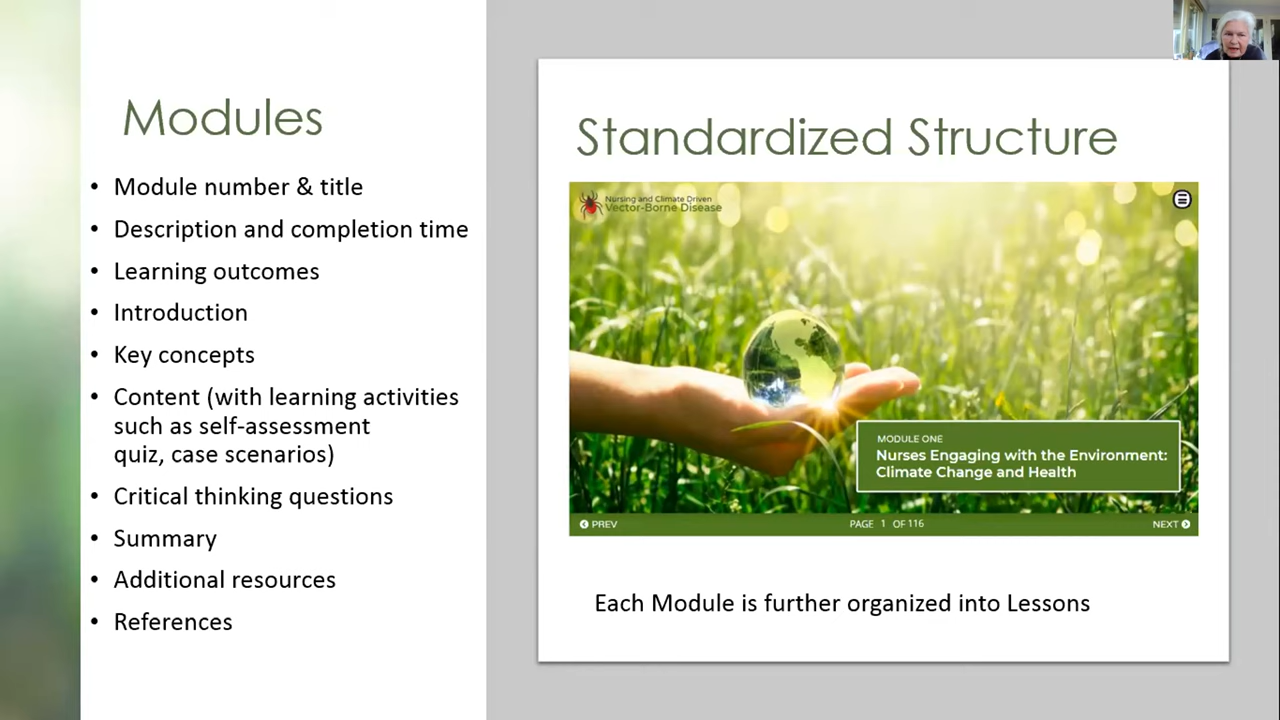 Modules
• Module number & title
• Description and completion time
• Learning outcomes
• Introduction
• Key concepts
• Content (with learning activities
such as self-assessment
quiz, case scenarios)
• Critical thinking questions
• Summary
• Additional resources
• References
Standardized Structure
Nursing and Climate Driven
Vector-Borne Disease
MODULE ONE
Nurses Engaging with the Environment:
Climate Change and Health
PREV
PAGE 1 OF 116
NEXT
Each Module is further organized into Lessons